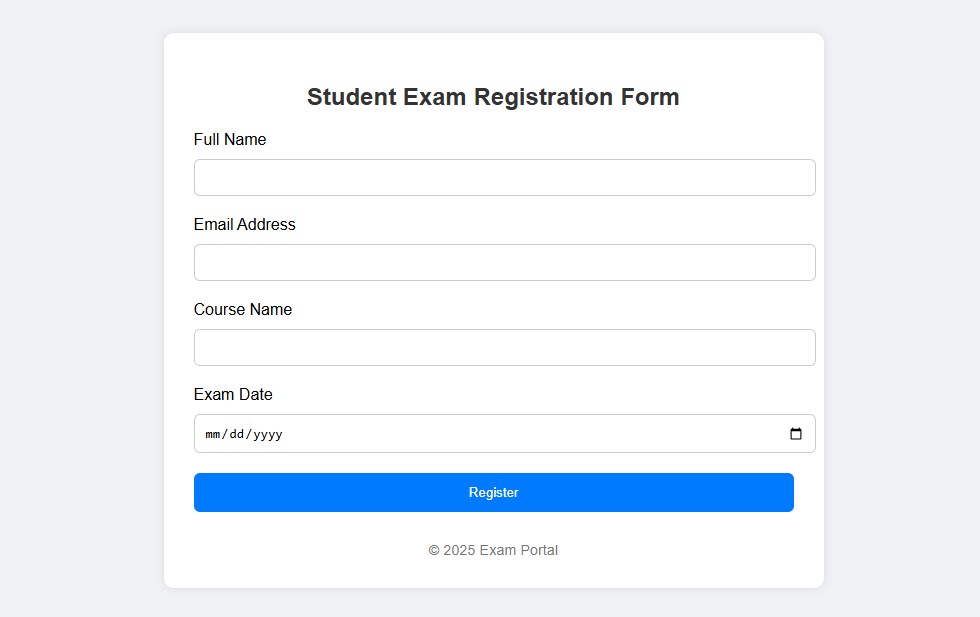 Student Exam Registration Form
Full Name
Email Address
Course Name
Exam Date
mm/dd/yyyy
Register
© 2025 Exam Portal